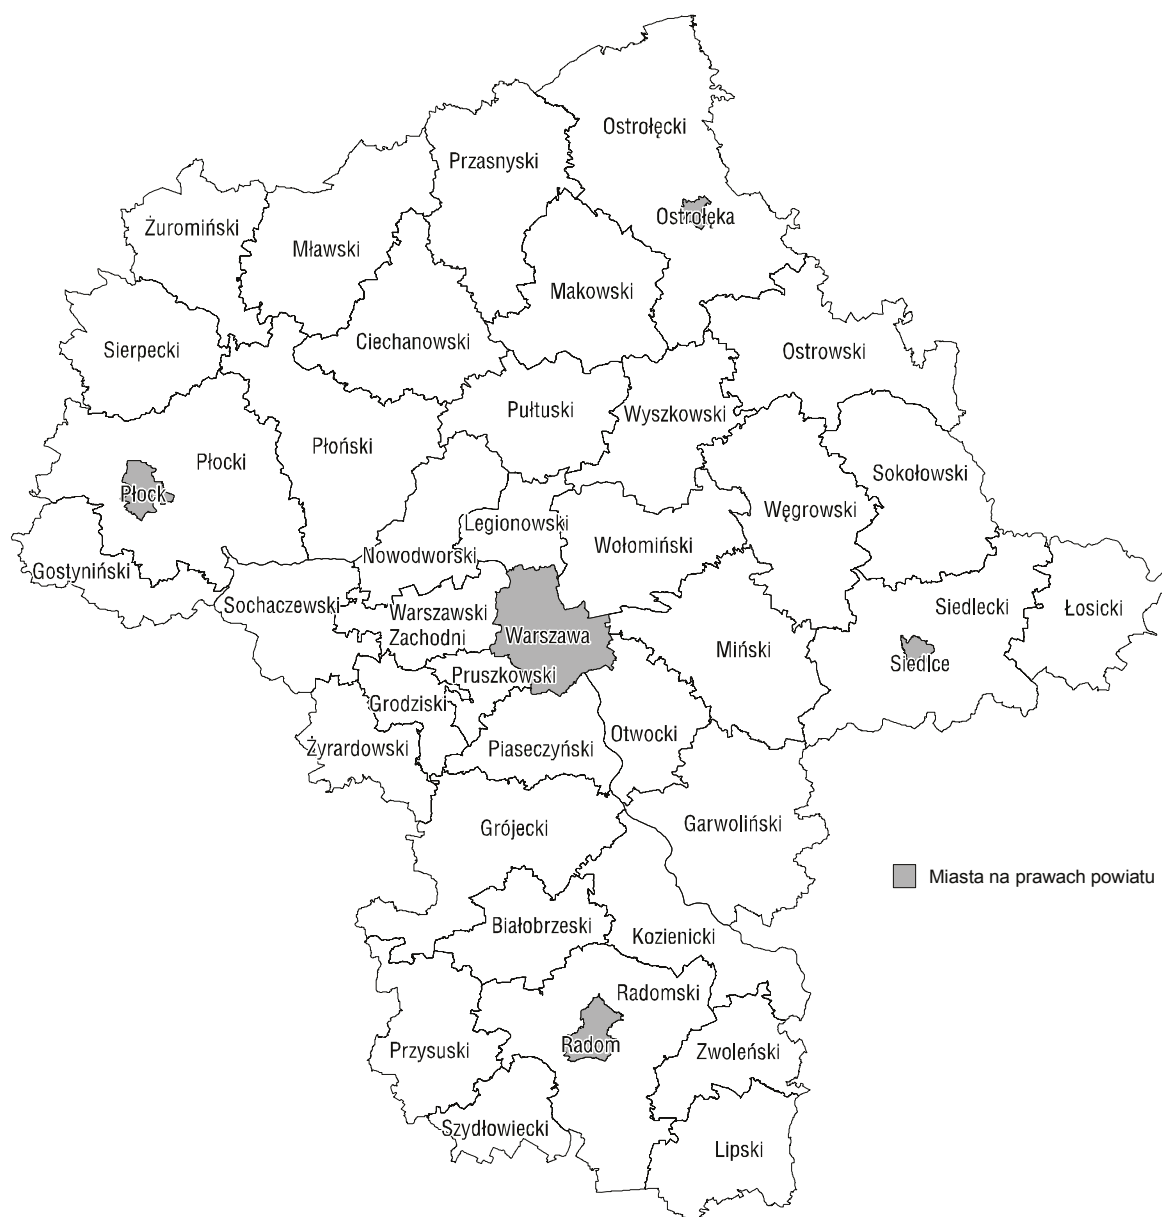 Ostrołęcki
Przasnyski
Ostrołęka
Żuromiński
Mławski
Makowski
Ciechanowski
Sierpecki
Ostrowski
Pułtuski
Wyszkowski
Płoński
Płocki
Sokołowski
Płock
Węgrowski
Legionowski
Wołomiński
Nowodworski
Gostyniński
Sochaczewski
Warszawski
Zachodni
Siedlecki
Łosicki
Warszawa
Miński
Siedlce
Pruszkowski
Grodziski
Otwocki
Żyrardowski
Piaseczyński
Grójecki
Garwoliński
Miasta na prawach powiatu
Białobrzeski
Kozienicki
Radomski
Radom
Przysuski
Zwoleński
Szydłowiecki
Lipski